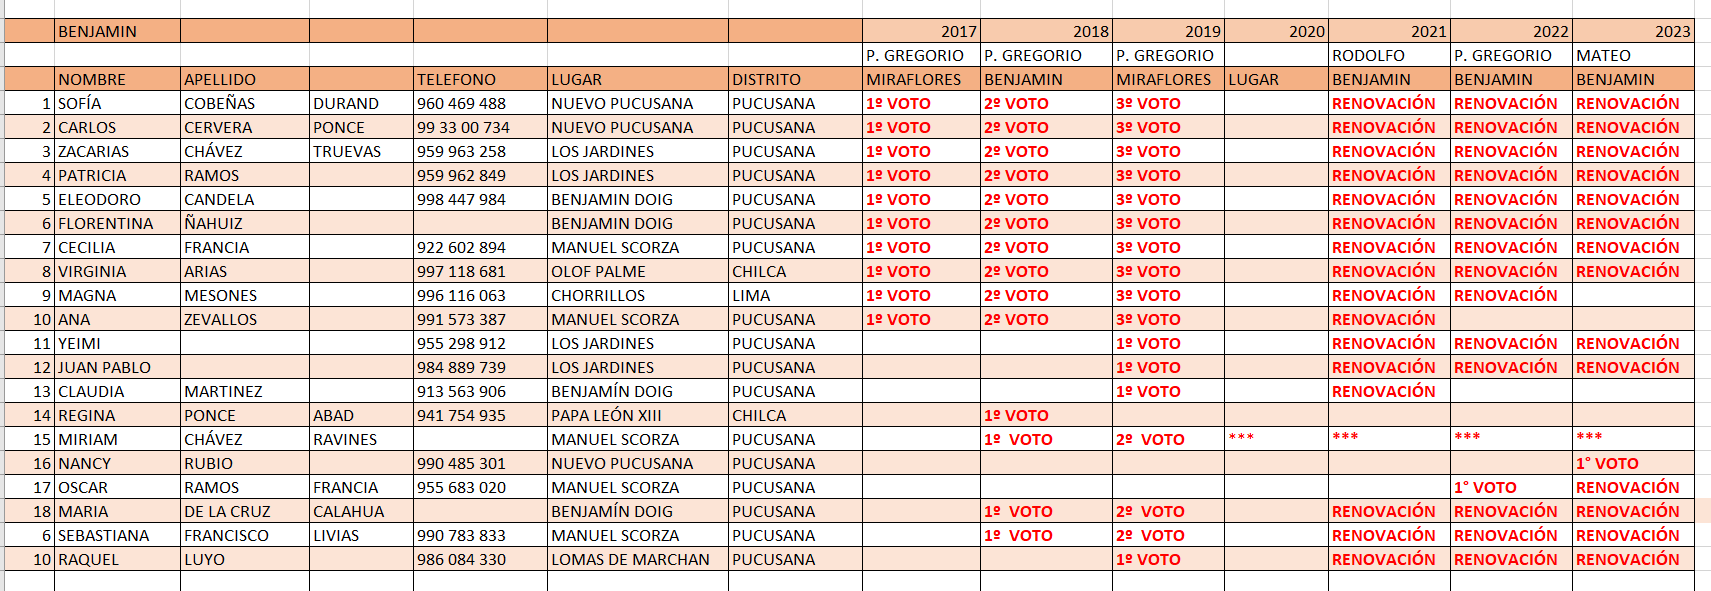 BENJAMIN 2017 2018 2019 2020 2021 2022 2023
P. GREGORIO P. GREGORIO P. GREGORIO RODOLFO P. GREGORIO MATEO
NOMBRE APELLIDO TELEFONO LUGAR DISTRITO MIRAFLORES BENJAMIN MIRAFLORES LUGAR BENJAMIN BENJAMIN BENJAMIN
1 SOFÍA COBEÑAS DURAND 960 469 488 NUEVO PUCUSANA PUCUSANA 1º VOTO 2º VOTO 3º VOTO RENOVACIÓN RENOVACIÓN RENOVACIÓN
2 CARLOS CERVERA PONCE 99 33 00 734 NUEVO PUCUSANA PUCUSANA 1º VOTO 2º VOTO 3º VOTO RENOVACIÓN RENOVACIÓN RENOVACIÓN
3 ZACARIAS CHÁVEZ TRUEVAS 959 963 258 LOS JARDINES PUCUSANA 1º VOTO 2º VOTO 3º VOTO RENOVACIÓN RENOVACIÓN RENOVACIÓN
4 PATRICIA RAMOS 959 962 849 LOS JARDINES PUCUSANA 1º VOTO 2º VOTO 3º VOTO RENOVACIÓN RENOVACIÓN RENOVACIÓN
5 ELEODORO CANDELA 998 447 984 BENJAMIN DOIG PUCUSANA 1º VOTO 2º VOTO 3º VOTO RENOVACIÓN RENOVACIÓN RENOVACIÓN
6 FLORENTINA ÑAHUIZ BENJAMIN DOIG PUCUSANA 1º VOTO 2º VOTO 3º VOTO RENOVACIÓN RENOVACIÓN RENOVACIÓN
7 CECILIA FRANCIA 922 602 894 MANUEL SCORZA PUCUSANA 1º VOTO 2º VOTO 3º VOTO RENOVACIÓN RENOVACIÓN RENOVACIÓN
8 VIRGINIA ARIAS 997 118 681 OLOF PALME CHILCA 1º VOTO 2º VOTO 3º VOTO RENOVACIÓN RENOVACIÓN RENOVACIÓN
9 MAGNA MESONES 996 116 063 CHORRILLOS LIMA 1º VOTO 2º VOTO 3º VOTO RENOVACIÓN RENOVACIÓN
10 ANA ZEVALLOS 991 573 387 MANUEL SCORZA PUCUSANA 1º VOTO 2º VOTO 3º VOTO RENOVACIÓN
11 YEIMI 955 298 912 LOS JARDINES PUCUSANA 1º VOTO RENOVACIÓN RENOVACIÓN RENOVACIÓN
12 JUAN PABLO 984 889 739 LOS JARDINES PUCUSANA 1º VOTO RENOVACIÓN RENOVACIÓN RENOVACIÓN
13 CLAUDIA MARTINEZ 913 563 906 BENJAMÍN DOIG PUCUSANA 1º VOTO RENOVACIÓN
14 REGINA PONCE ABAD 941 754 935 PAPA LEÓN XIII CHILCA 1º VOTO
15 MIRIAM CHÁVEZ RAVINES MANUEL SCORZA PUCUSANA 1º VOTO 2º VOTO *** *** *** ***
16 NANCY RUBIO 990 485 301 NUEVO PUCUSANA PUCUSANA 1° VOTO
17 OSCAR RAMOS FRANCIA 955 683 020 MANUEL SCORZA PUCUSANA 1° VOTO RENOVACIÓN
18 MARIA DE LA CRUZ CALAHUA BENJAMÍN DOIG PUCUSANA 1º VOTO 2º VOTO RENOVACIÓN RENOVACIÓN RENOVACIÓN
6 SEBASTIANA FRANCISCO LIVIAS 990 783 833 MANUEL SCORZA PUCUSANA 1º VOTO 2º VOTO RENOVACIÓN RENOVACIÓN RENOVACIÓN
10 RAQUEL LUYO 986 084 330 LOMAS DE MARCHAN PUCUSANA 1º VOTO RENOVACIÓN RENOVACIÓN RENOVACIÓN